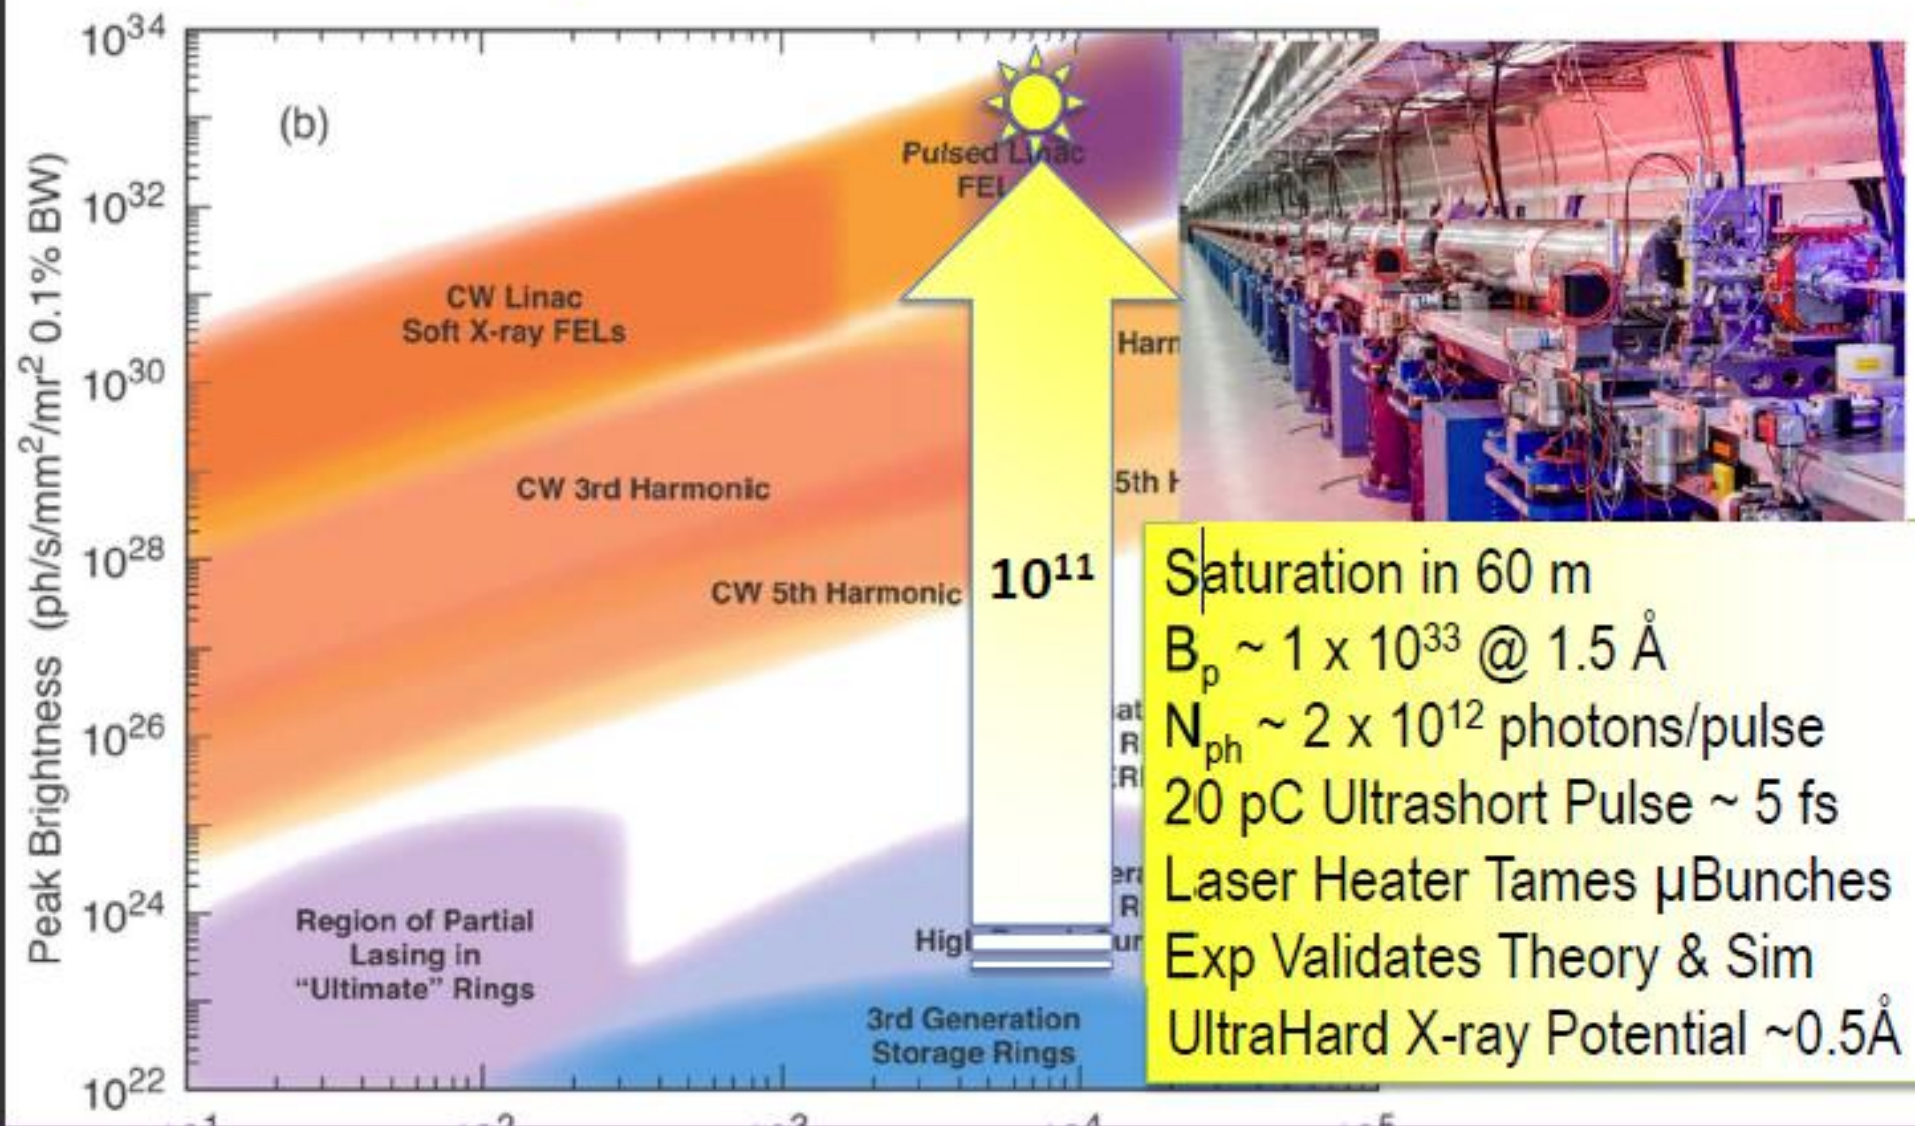 10³⁴
(b)
Pulsed Linac
FEL
10³²
CW Linac
Soft X-ray FELs
10³⁰
Harm
CW 3rd Harmonic
5th H
10²⁸
CW 5th Harmonic
10¹¹
10²⁶
10²⁴
Region of Partial
Lasing in
“Ultimate” Rings
High
3rd Generation
Storage Rings
10²²
Peak Brightness (ph/s/mm²/mr² 0.1% BW)
Saturation in 60 m
Bₚ ~ 1 x 10³³ @ 1.5 Å
Nₚₕ ~ 2 x 10¹² photons/pulse
20 pC Ultrashort Pulse ~ 5 fs
Laser Heater Tames µBunches
Exp Validates Theory & Sim
UltraHard X-ray Potential ~0.5Å